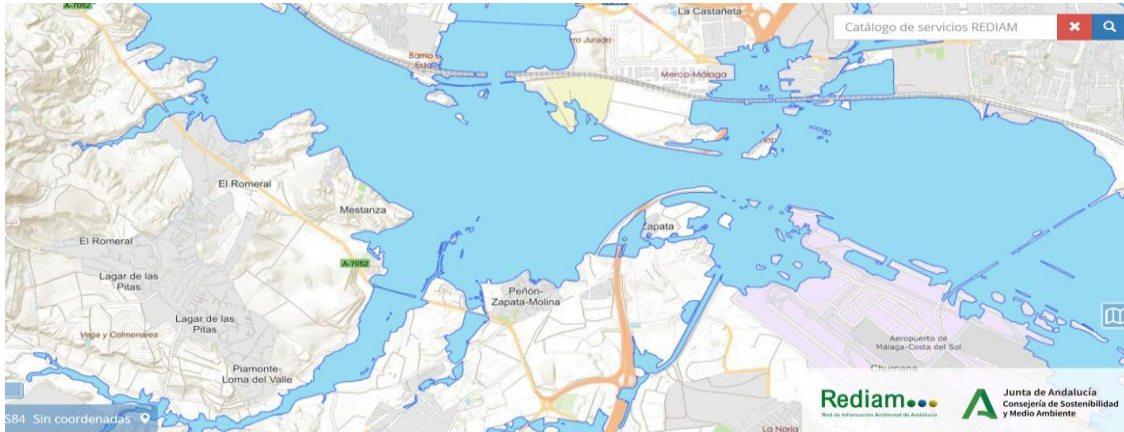 A-7052
La Castañeta
Catálogo de servicios REDIAM
rro Jurado
Barrio
Merca-Málaga
El Romeral
Mestanza
Zapata
El Romeral
A-7052
Lagar de las
Pitas
Peñón-
Zapata-Molina
Lagar de las
Pitas
Vega y Colmenares
Aeropuerto de
Málaga-Costa del Sol
Churriana
Piamonte-
Loma del Valle
S84 Sin coordenadas
La Noria
Rediam
Red de Información Ambiental de Andalucía
Junta de Andalucía
Consejería de Sostenibilidad
y Medio Ambiente